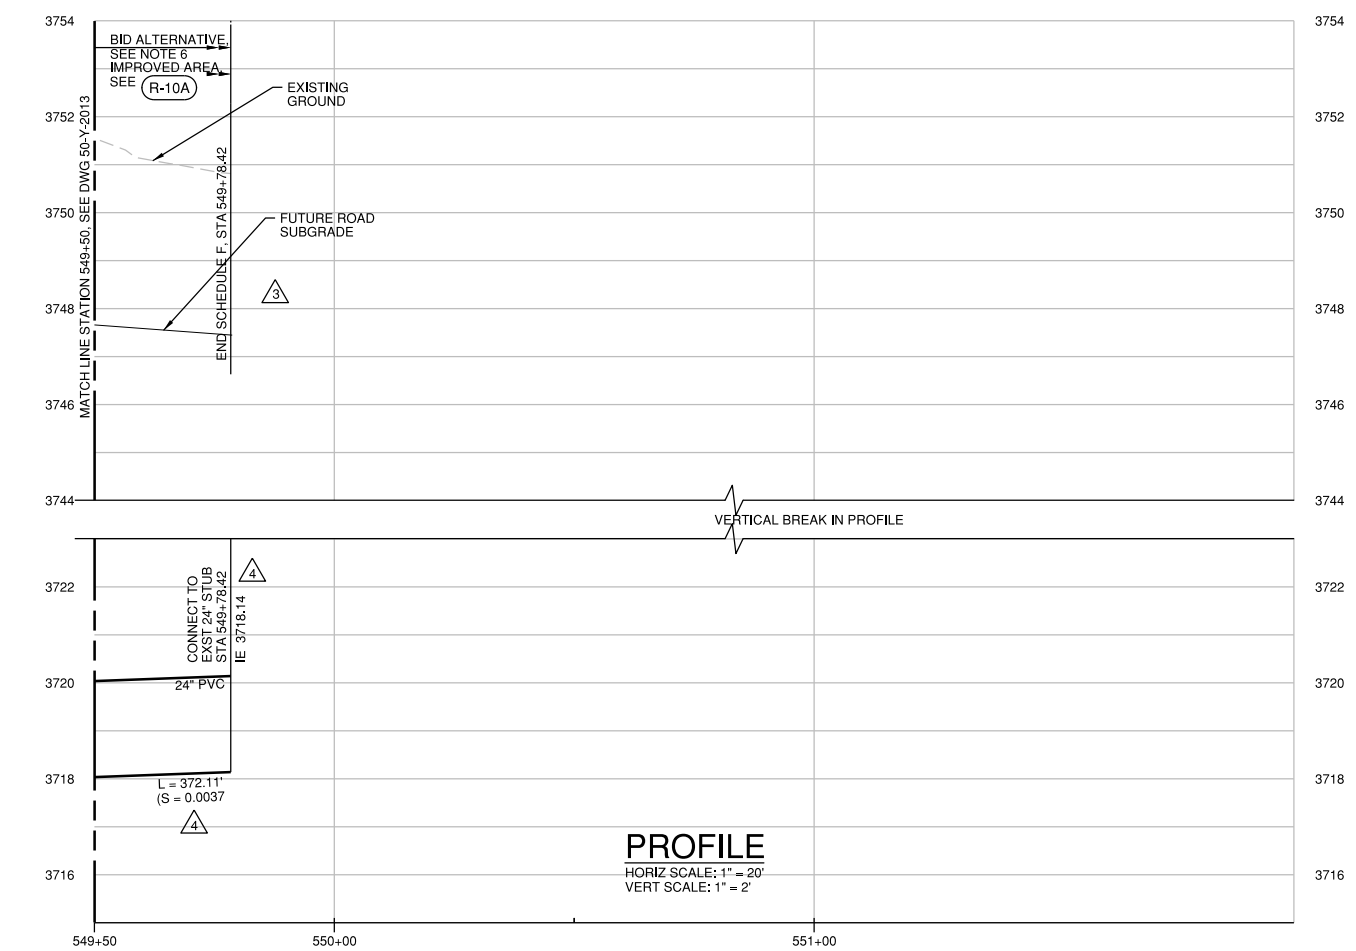 3754
3754
BID ALTERNATIVE,
SEE NOTE 6
IMPROVED AREA,
SEE
R-10A
EXISTING
GROUND
3752
3752
MATCH LINE STATION 549+50, SEE DWG 50-Y-2013
END SCHEDULE F, STA 549+78.42
3750
3750
FUTURE ROAD
SUBGRADE
3
3748
3748
3746
3746
3744
3744
VERTICAL BREAK IN PROFILE
3722
3722
CONNECT TO
EXST 24" STUB
STA 549+78.42
IE 3718.14
4
3720
3720
24" PVC
3718
3718
L = 372.11'
(S = 0.0037
4
PROFILE
HORIZ SCALE: 1" = 20'
VERT SCALE: 1" = 2'
3716
3716
549+50
550+00
551+00